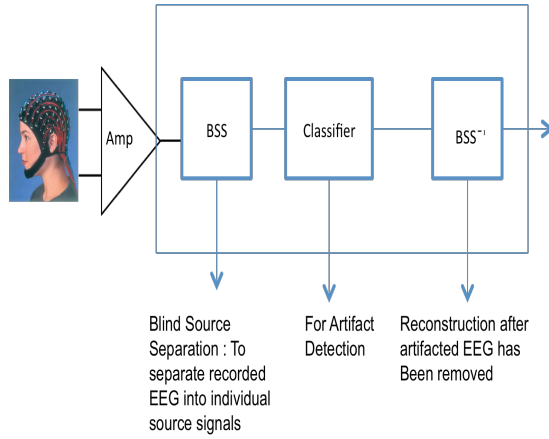 Amp
BSS
Classifier
BSS⁻¹
Blind Source
Separation : To
separate recorded
EEG into individual
source signals
For Artifact
Detection
Reconstruction after
artifacted EEG has
Been removed